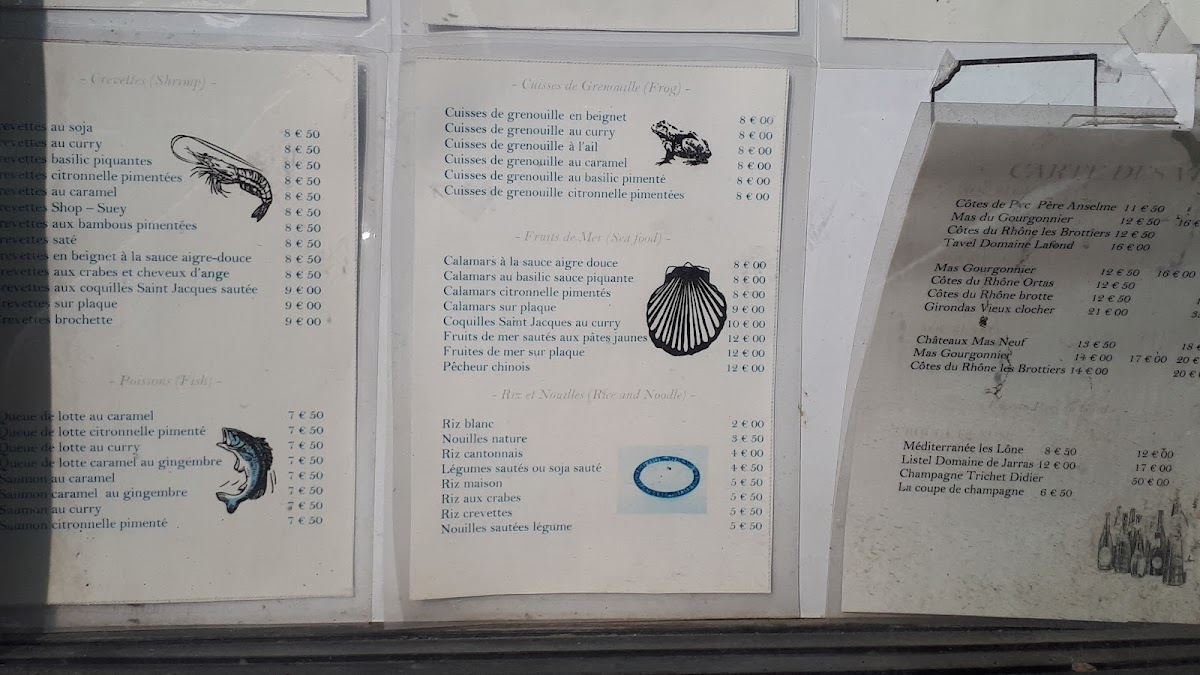 - Crevettes (Shrymp) -
revettes au soja 8 € 50
revettes au curry 8 € 50
revettes basilic piquantes 8 € 50
revettes citronnelle pimentées 8 € 50
revettes au caramel 8 € 50
revettes Shop – Suey 8 € 50
revettes aux bambous pimentées 8 € 50
revettes saté 8 € 50
revettes en beignet à la sauce aigre-douce 8 € 50
revettes aux crabes et cheveux d'ange 8 € 50
revettes aux coquilles Saint Jacques sautée 9 € 00
revettes sur plaque 9 € 00
revettes brochette 9 € 00
- Poissons (Fish) -
Queue de lotte au caramel 7 € 50
Queue de lotte citronnelle pimenté 7 € 50
Queue de lotte au curry 7 € 50
Queue de lotte caramel au gingembre 7 € 50
Saumon au caramel 7 € 50
Saumon caramel au gingembre 7 € 50
Saumon au curry 7 € 50
Saumon citronnelle pimenté 7 € 50
- Cuisses de Grenouille (Frog) -
Cuisses de grenouille en beignet 8 € 00
Cuisses de grenouille au curry 8 € 00
Cuisses de grenouille à l'ail 8 € 00
Cuisses de grenouille au caramel 8 € 00
Cuisses de grenouille au basilic pimenté 8 € 00
Cuisses de grenouille citronnelle pimentées 8 € 00
- Fruits de Mer (Sea food) -
Calamars à la sauce aigre douce 8 € 00
Calamars au basilic sauce piquante 8 € 00
Calamars citronnelle pimentés 8 € 00
Calamars sur plaque 9 € 00
Coquilles Saint Jacques au curry 10 € 00
Fruits de mer sautés aux pâtes jaunes 12 € 00
Fruites de mer sur plaque 12 € 00
Pêcheur chinois 12 € 00
- Riz et Nouilles (Rice and Noodle) -
Riz blanc 2 € 00
Nouilles nature 3 € 50
Riz cantonnais 4 € 00
Légumes sautés ou soja sauté 4 € 50
Riz maison 5 € 50
Riz aux crabes 5 € 50
Riz crevettes 5 € 50
Nouilles sautées légume 5 € 50
CARTE DES
Côtes de Père Anselme 11 € 50
Mas du Gourgonnier 12 € 50 16 €
Côtes du Rhône les Brottiers 12 € 50
Tavel Domaine Lafond 16 € 00
Mas Gourgonnier 12 € 50 16 € 00
Côtes du Rhône Ortas 12 € 50
Côtes du Rhône brotte 12 € 50
Girondas Vieux clocher 21 € 00
Châteaux Mas Neuf 13 € 50 18 €
Mas Gourgonnier 14 € 00 17 € 00 20 €
Côtes du Rhône les Brottiers 14 € 00 20 €
Méditerranée les Lône 8 € 50 12 € 00
Listel Domaine de Jarras 12 € 00 17 € 00
Champagne Trichet Didier 50 € 00
La coupe de champagne 6 € 50